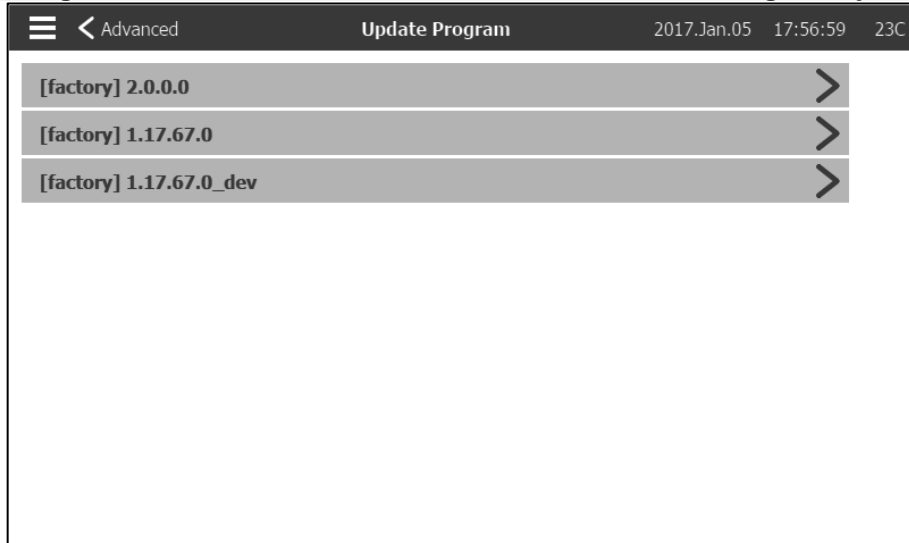 Advanced Update Program 2017.Jan.05 17:56:59 23C
[factory] 2.0.0.0
[factory] 1.17.67.0
[factory] 1.17.67.0_dev